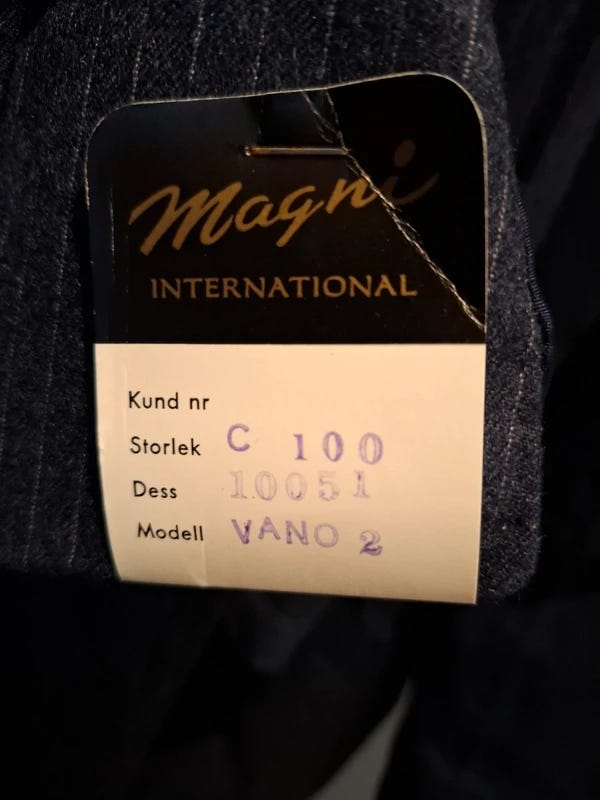 Magni
INTERNATIONAL
Kund nr
Storlek C 100
Dess 10051
Modell VANO 2